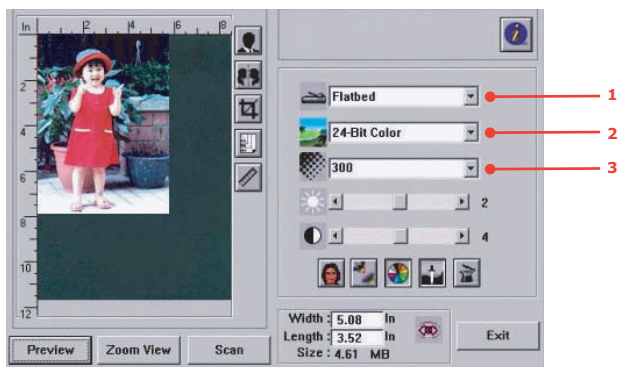 In 2 4 6 8
2
4
6
8
10
12
Flatbed 1
24-Bit Color 2
300 3
2
4
Width : 5.08 In
Length : 3.52 In
Size : 4.61 MB
Preview Zoom View Scan Exit